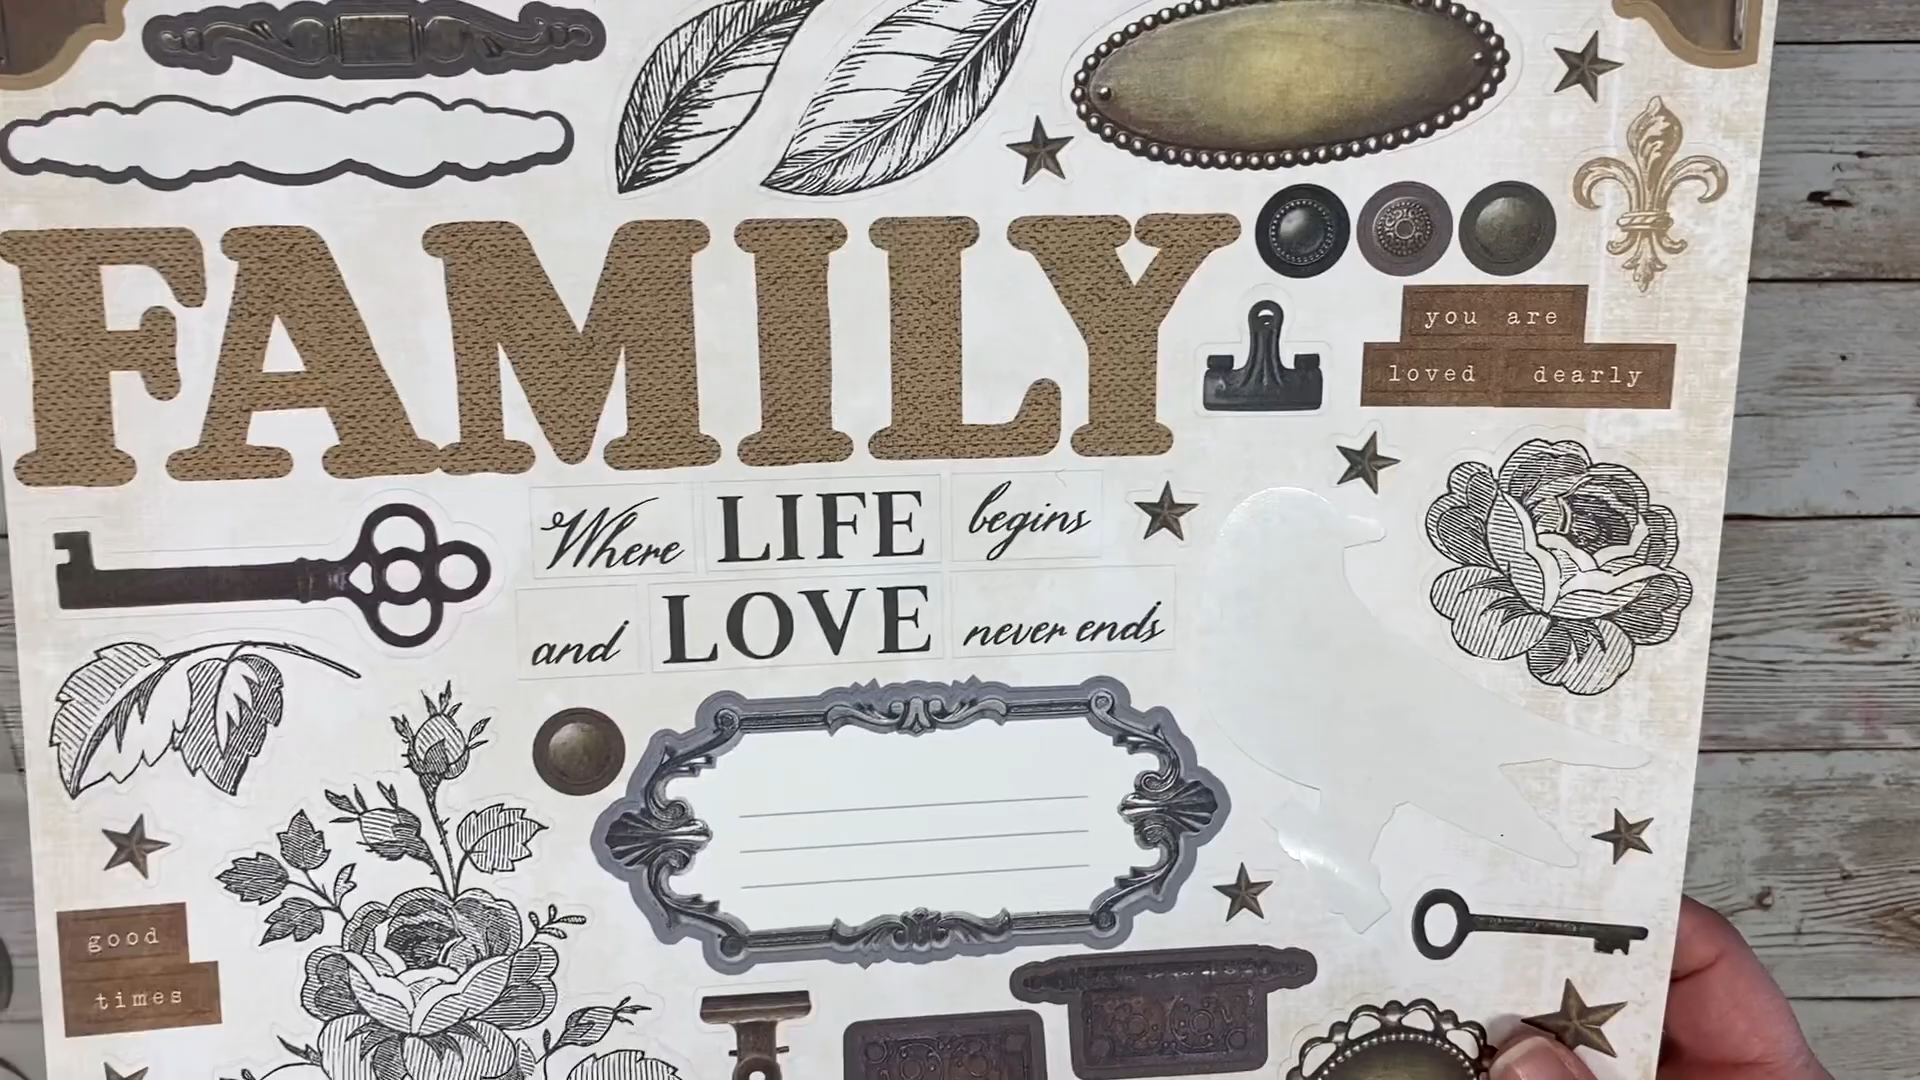 FAMILY
you are
loved dearly
Where LIFE begins
and LOVE never ends
good
times